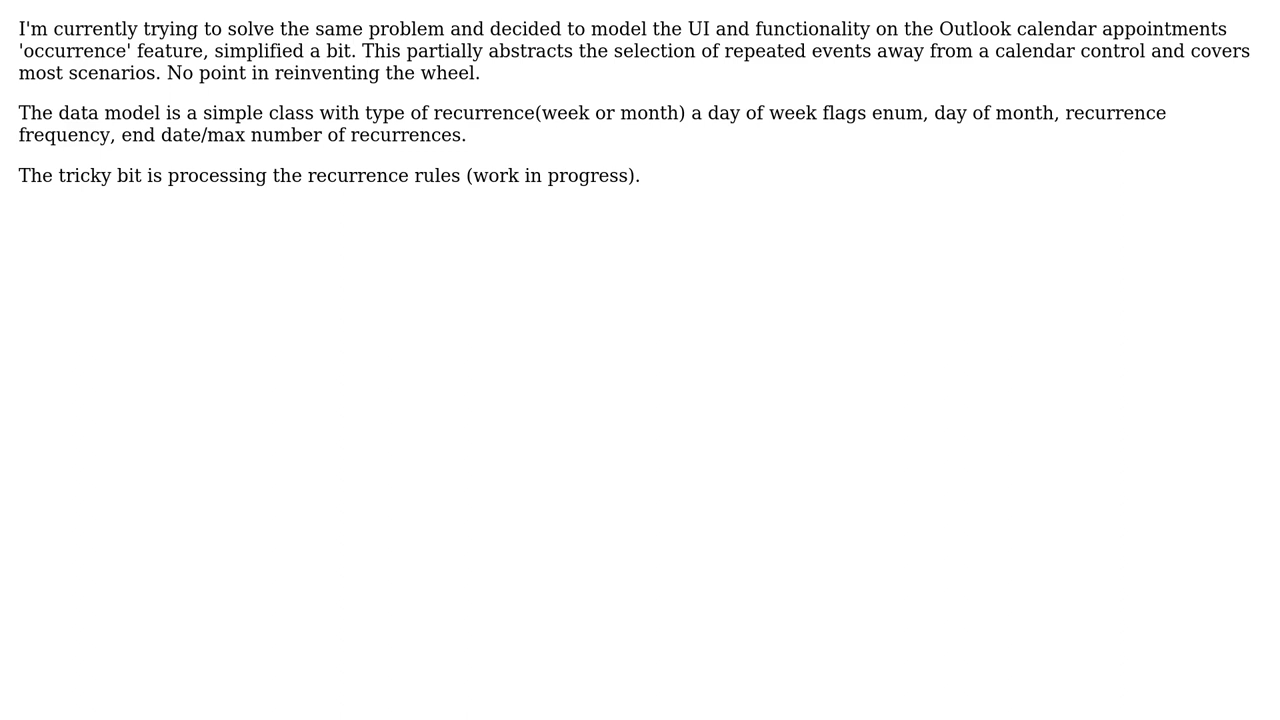 I'm currently trying to solve the same problem and decided to model the UI and functionality on the Outlook calendar appointments
'occurrence' feature, simplified a bit. This partially abstracts the selection of repeated events away from a calendar control and covers
most scenarios. No point in reinventing the wheel.
The data model is a simple class with type of recurrence(week or month) a day of week flags enum, day of month, recurrence
frequency, end date/max number of recurrences.
The tricky bit is processing the recurrence rules (work in progress).